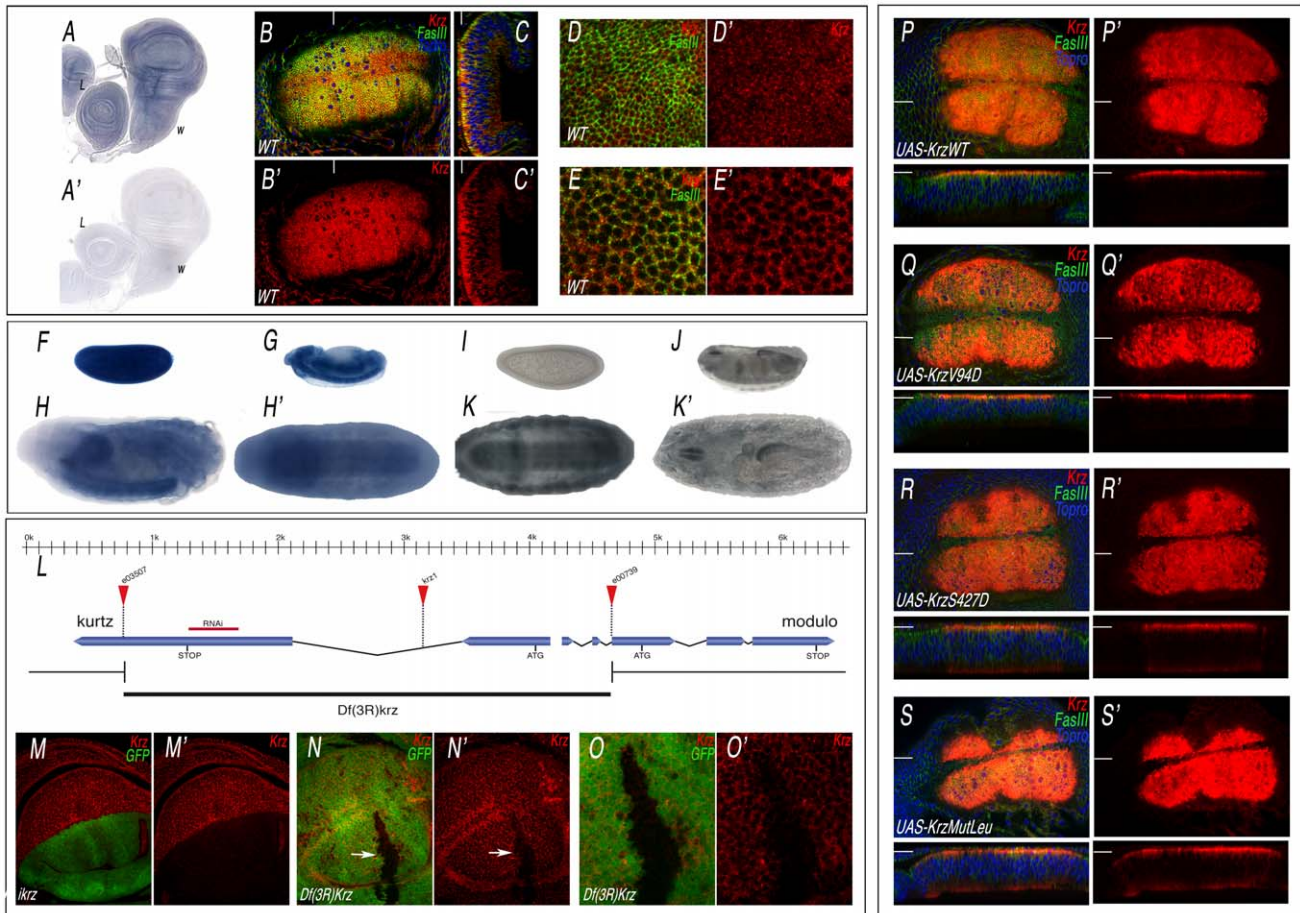 A
L
W
A'
L
W
B
Krz
FasIII
Topro
WT
C
B'
Krz
WT
C'
D
Krz
FasIII
WT
D'
Krz
E
Krz
FasIII
WT
E'
Krz
F
G
I
J
H
H'
K
K'
0k 1k 2k 3k 4k 5k 6k
L
e03507
krz1
e00739
kurtz
RNAi
modulo
STOP
ATG
ATG
STOP
Df(3R)krz
M
Krz
GFP
ikrz
M'
Krz
N
Krz
GFP
Df(3R)Krz
N'
Krz
O
Krz
GFP
Df(3R)Krz
O'
Krz
P
Krz
FasIII
Topro
UAS-KrzWT
P'
Q
Krz
FasIII
Topro
UAS-KrzV94D
Q'
R
Krz
FasIII
Topro
UAS-KrzS427D
R'
S
Krz
FasIII
Topro
UAS-KrzMutLeu
S'